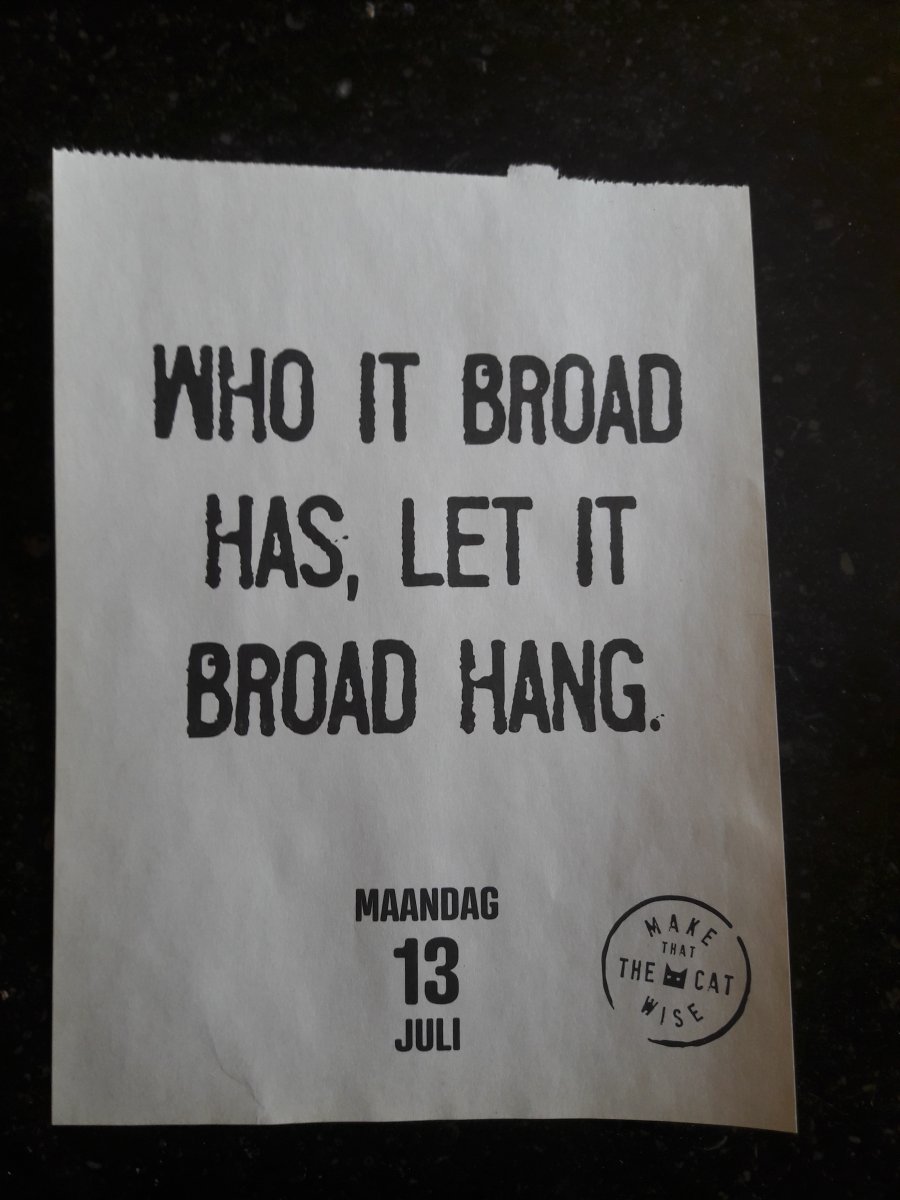 WHO IT BROAD
HAS, LET IT
BROAD HANG.
MAANDAG
13
JULI
MAKE
THAT
THE CAT
WISE